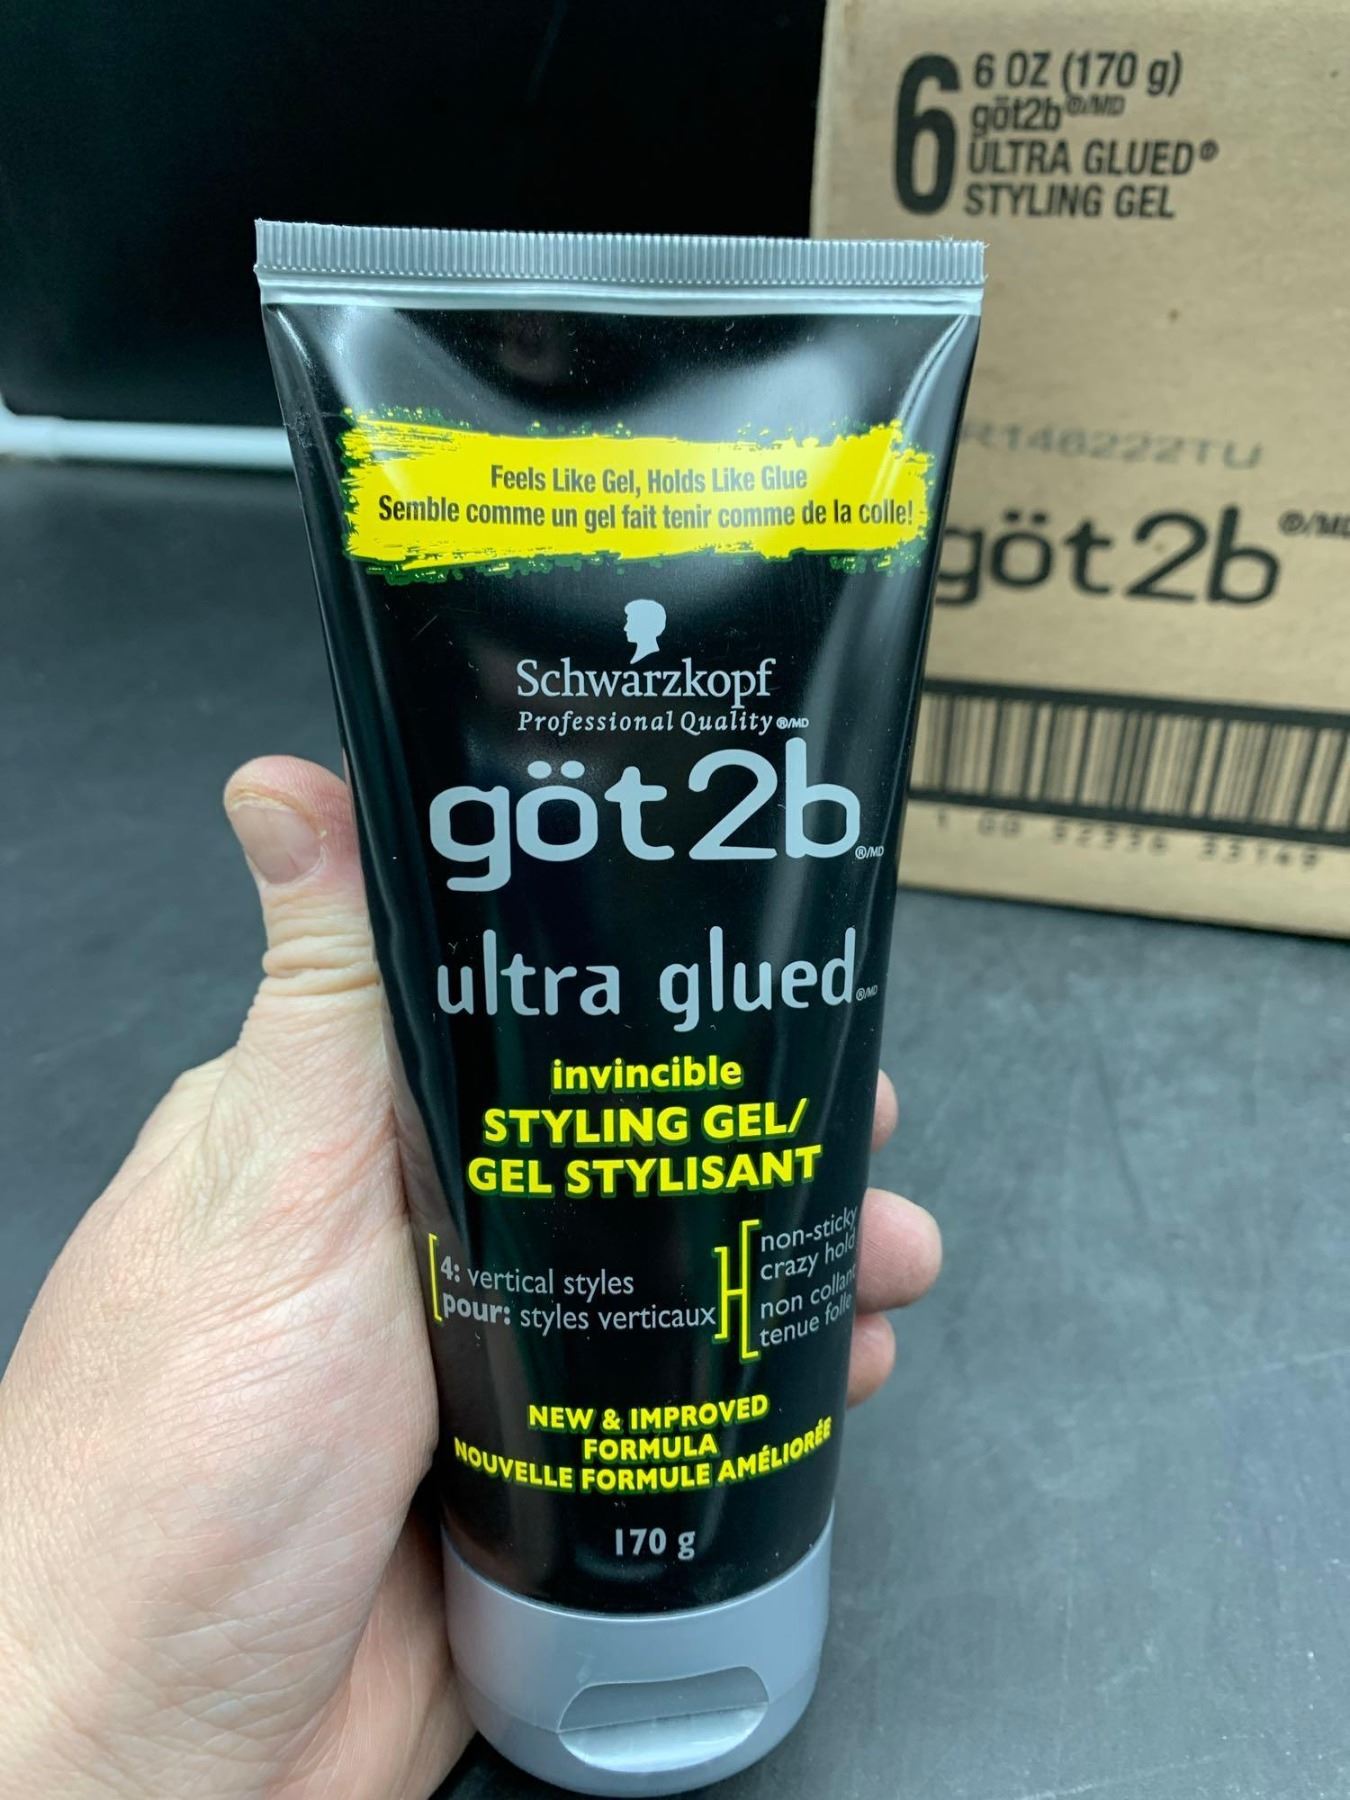 6
6 OZ (170 g)
göt2b®/MD
ULTRA GLUED®
STYLING GEL
R146222TU
göt2b®/MD
Feels Like Gel, Holds Like Glue
Semble comme un gel fait tenir comme de la colle!
Schwarzkopf
Professional Quality®/MD
göt2b®/MD
ultra glued®/MD
invincible
STYLING GEL/
GEL STYLISANT
4: vertical styles
pour: styles verticaux
non-sticky
crazy hold
non collant
tenue folle
NEW & IMPROVED
FORMULA
NOUVELLE FORMULE AMÉLIORÉE
170 g